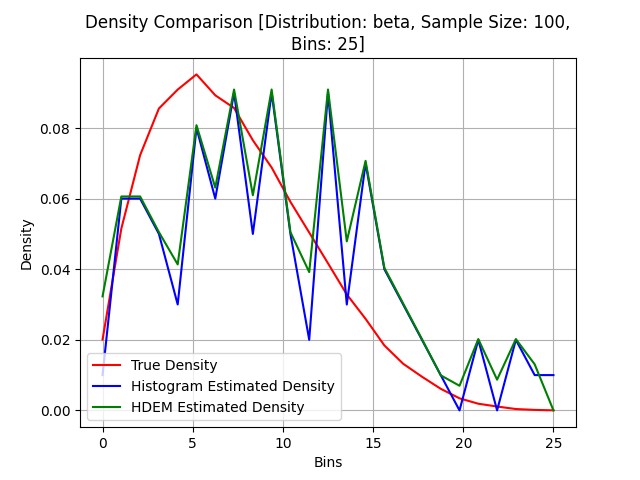 Density Comparison [Distribution: beta, Sample Size: 100,
Bins: 25]
Density
0.08
0.06
0.04
0.02
0.00
True Density
Histogram Estimated Density
HDEM Estimated Density
0 5 10 15 20 25
Bins